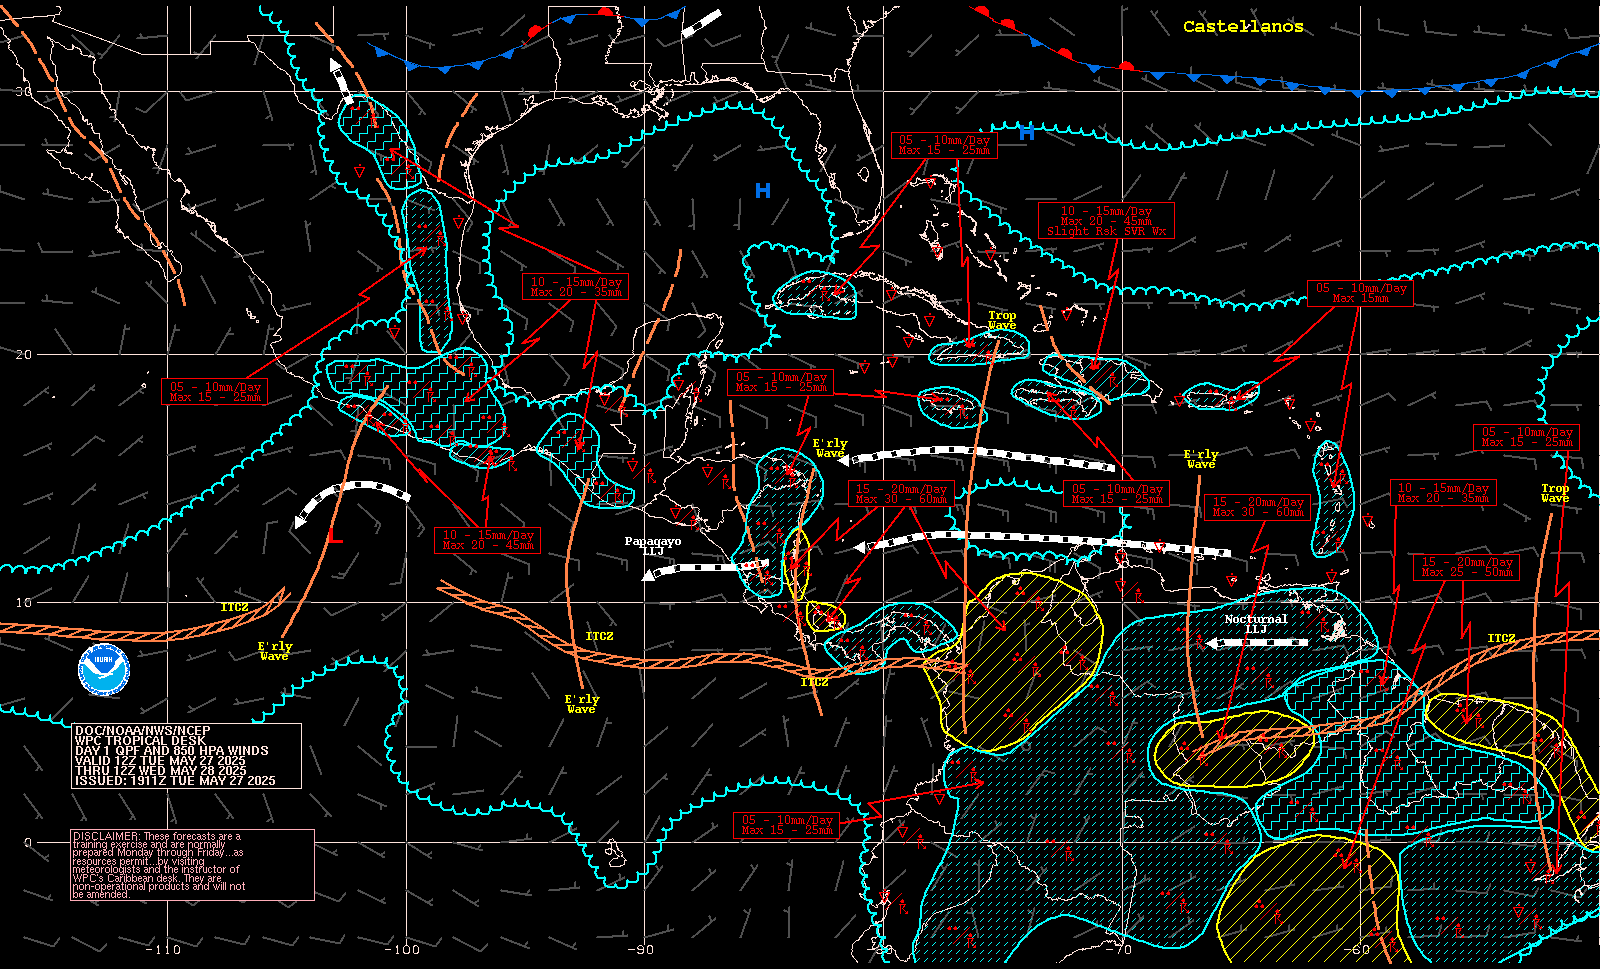 Castellanos
30
H
05 - 10mm/Day
Max 15 - 25mm
H
10 - 15mm/Day
Max 20 - 45mm
Slight Rsk SVR Wx
10 - 15mm/Day
Max 20 - 35mm
05 - 10mm/Day
Max 15mm
Trop
Wave
20
05 - 10mm/Day
Max 15 - 25mm
05 - 10mm/Day
Max 15 - 25mm
E'rly
Wave
E'rly
Wave
05 - 10mm/Day
Max 15 - 25mm
15 - 20mm/Day
Max 30 - 60mm
05 - 10mm/Day
Max 15 - 25mm
15 - 20mm/Day
Max 30 - 60mm
10 - 15mm/Day
Max 20 - 35mm
Trop
Wave
L
10 - 15mm/Day
Max 20 - 45mm
Papagayo
LLJ
15 - 20mm/Day
Max 25 - 50mm
10
ITCZ
E'rly
Wave
ITCZ
Nocturnal
LLJ
ITCZ
NOAA
ITCZ
E'rly
Wave
DOC/NOAA/NWS/NCEP
WPC TROPICAL DESK
DAY 1 QPF AND 850 HPA WINDS
VALID 12Z TUE MAY 27 2025
THRU 12Z WED MAY 28 2025
ISSUED: 1911Z TUE MAY 27 2025
05 - 10mm/Day
Max 15 - 25mm
DISCLAIMER: These forecasts are a
training exercise and are normally
prepared Monday through Friday...as
resources permit...by visiting
meteorologists and the instructor of
WPC's Caribbean desk. They are
non-operational products and will not
be amended.
0
-110
-100
-90
-70
-60